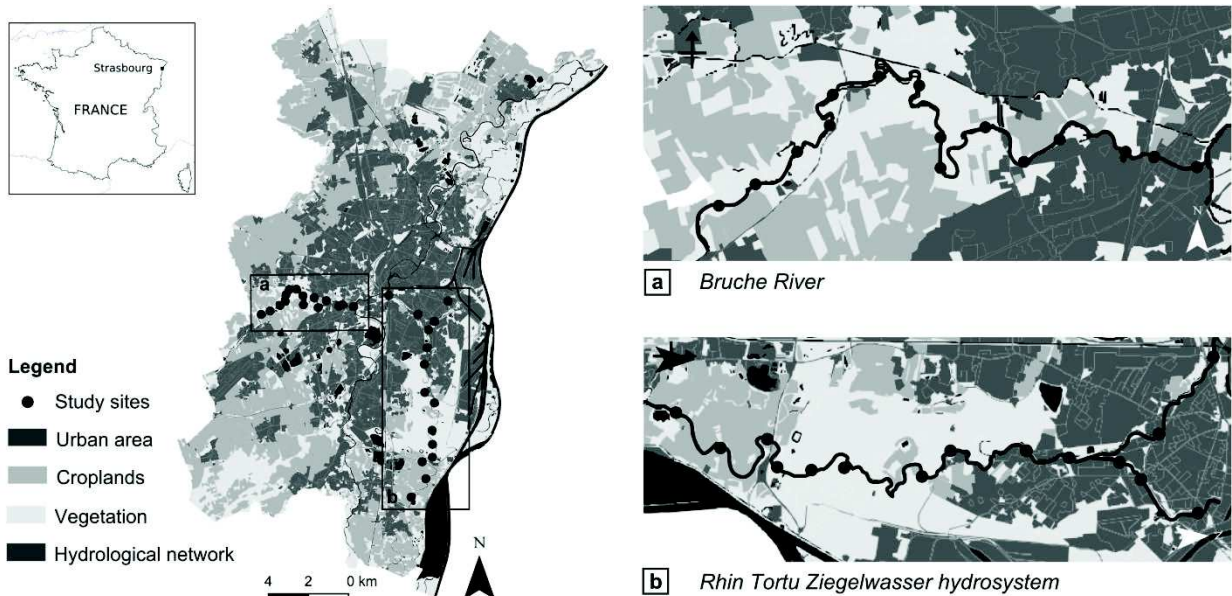 Strasbourg
FRANCE
a
b
Legend
Study sites
Urban area
Croplands
Vegetation
Hydrological network
4 2 0 km
N
N
a Bruche River
b Rhin Tortu Ziegelwasser hydrosystem